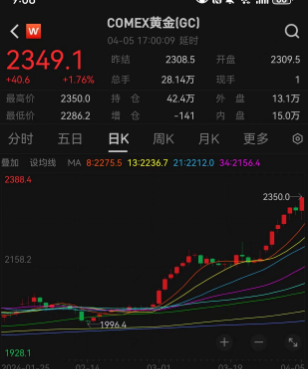 COMEX黄金(GC)
W
04-05 17:00:09 延时
2349.1
昨结 2308.5 开盘 2309.5
+40.6 +1.76% 总手 28.14万 现手 1
最高价 2350.0 持仓 42.4万 外盘 13.1万
最低价 2286.2 增仓 -141 内盘 15.0万
分时 五日 日K 周K 月K 更多
叠加 设均线 MA 8:2275.5 13:2236.7 21:2212.0 34:2156.4
2388.4
2350.0
2158.2
1996.4
1928.1